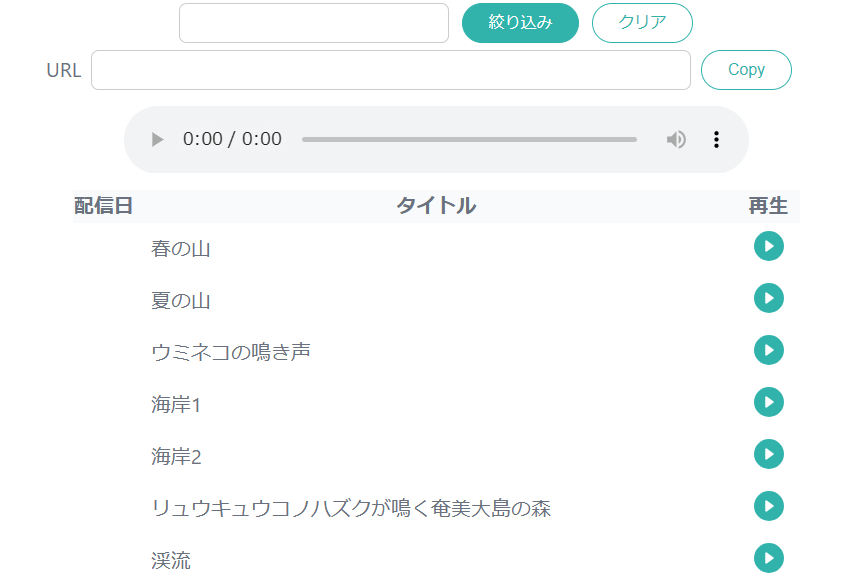 絞り込み クリア
URL Copy
0:00 / 0:00
配信日 タイトル 再生
春の山
夏の山
ウミネコの鳴き声
海岸1
海岸2
リュウキュウコノハズクが鳴く奄美大島の森
渓流